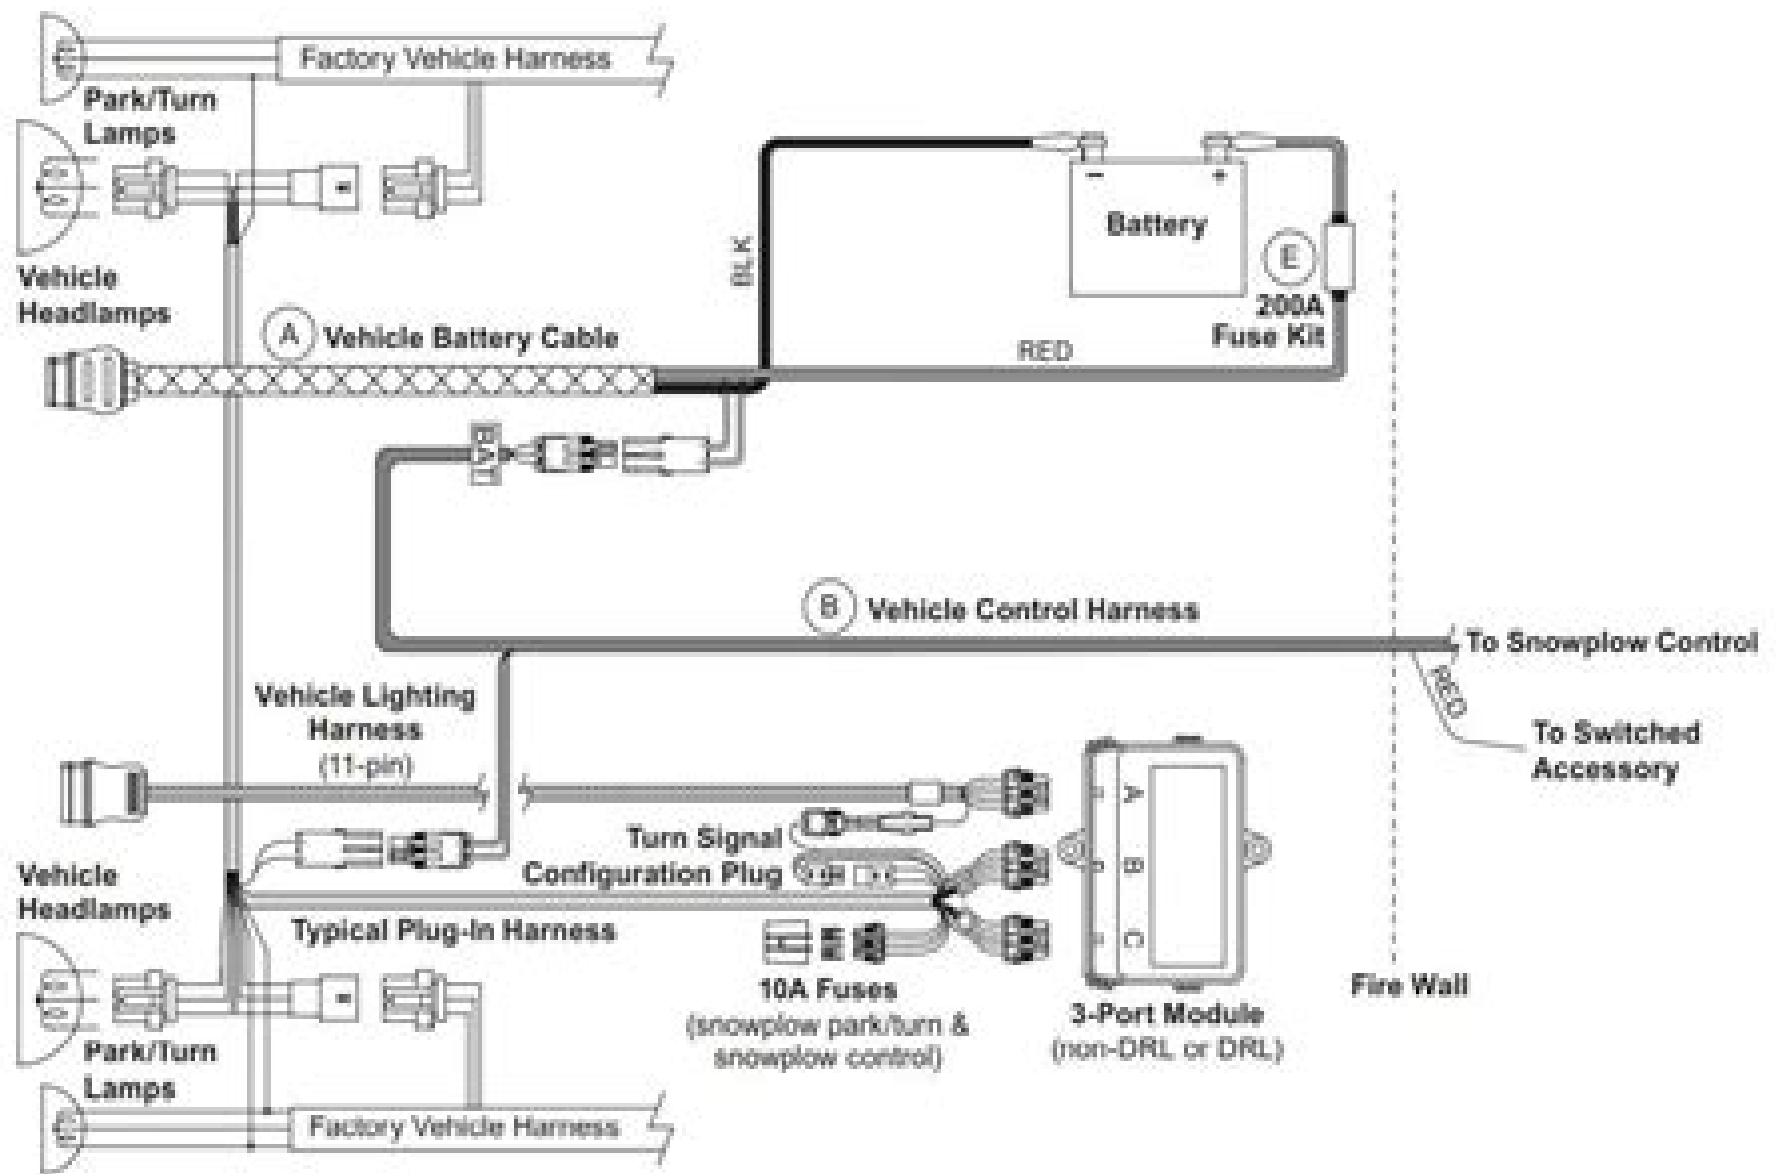 Factory Vehicle Harness
Park/Turn
Lamps
Vehicle
Headlamps
A
Vehicle Battery Cable
BLK
Battery
-
+
E
200A
Fuse Kit
RED
BAT
B
Vehicle Control Harness
To Snowplow Control
RED
To Switched
Accessory
Vehicle Lighting
Harness
(11-pin)
Turn Signal
Configuration Plug
Typical Plug-In Harness
10A Fuses
(snowplow park/turn &
snowplow control)
A
B
C
3-Port Module
(non-DRL or DRL)
Fire Wall
Vehicle
Headlamps
Park/Turn
Lamps
Factory Vehicle Harness